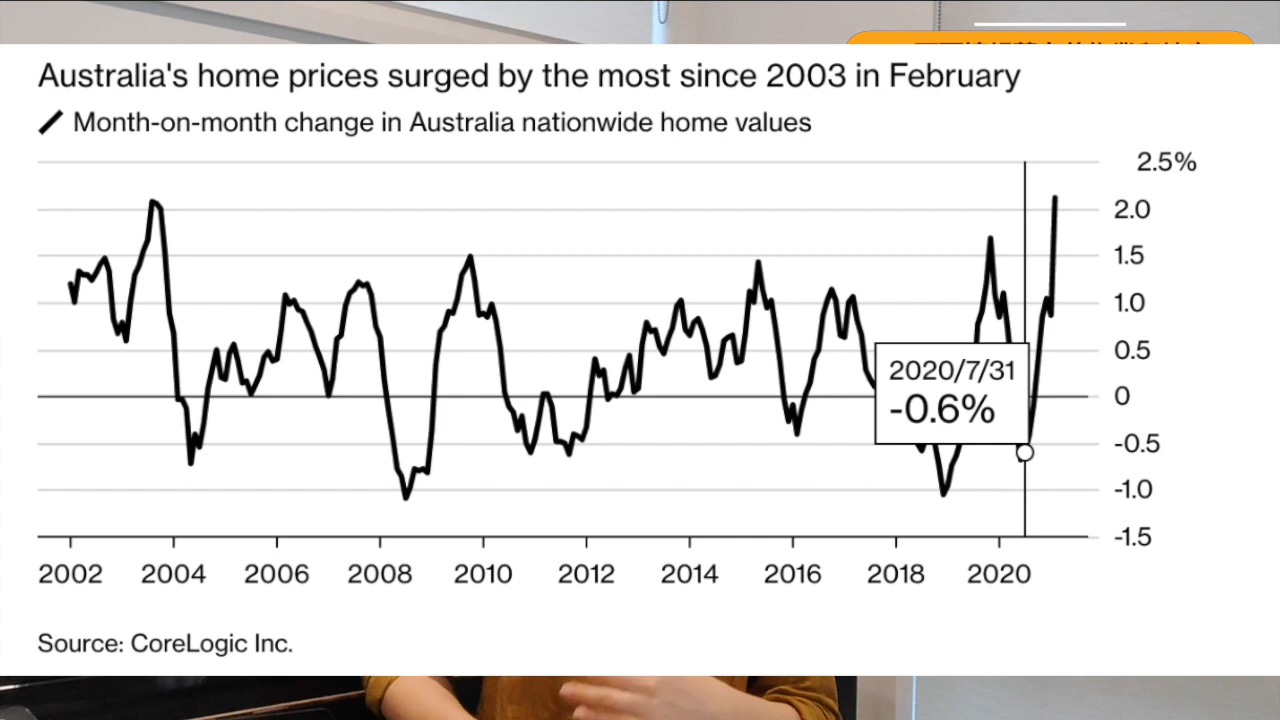 Australia's home prices surged by the most since 2003 in February
Month-on-month change in Australia nationwide home values
2.5%
2.0
1.5
1.0
0.5
2020/7/31
0
-0.6%
-0.5
-1.0
-1.5
2002 2004 2006 2008 2010 2012 2014 2016 2018 2020
Source: CoreLogic Inc.